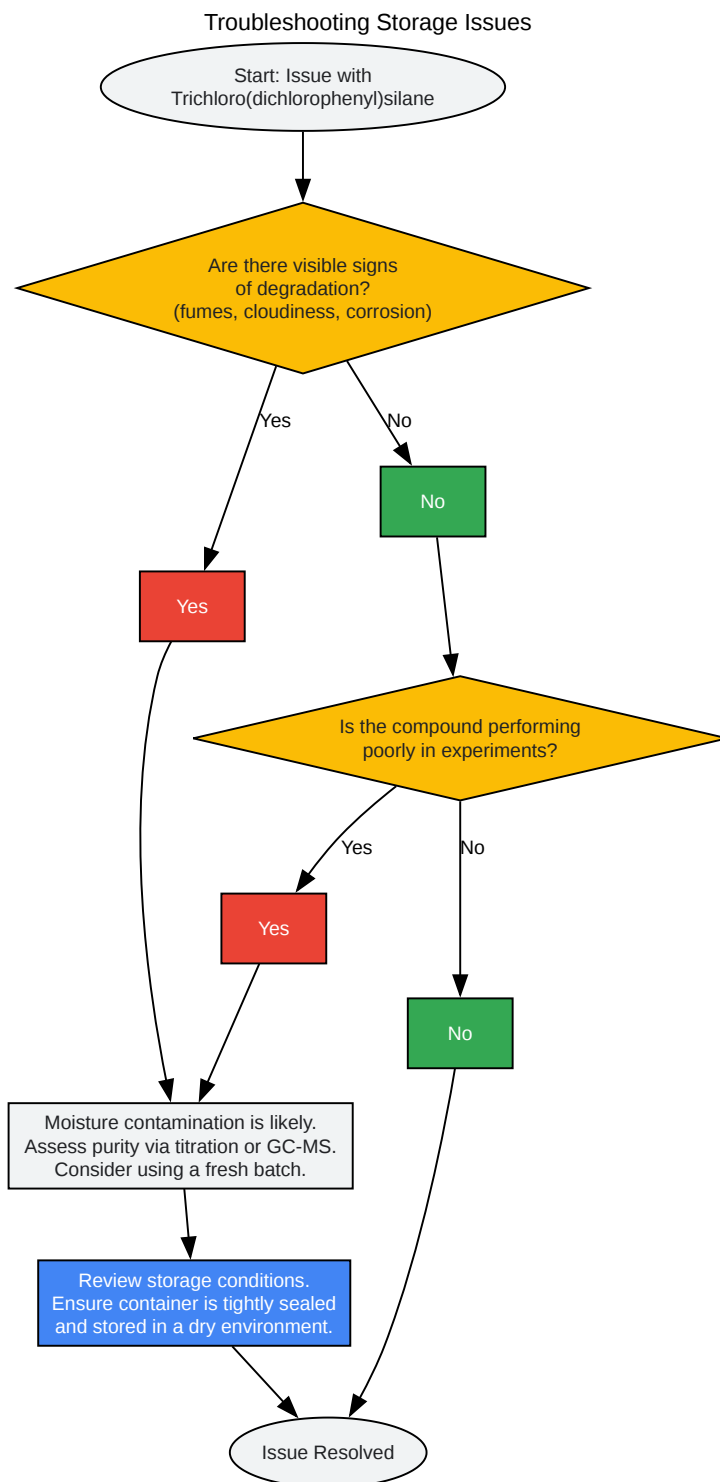 Troubleshooting Storage Issues
Start: Issue with
Trichloro(dichlorophenyl)silane
Are there visible signs
of degradation?
(fumes, cloudiness, corrosion)
Yes
No
No
Yes
Is the compound performing
poorly in experiments?
Yes
No
Yes
No
Moisture contamination is likely.
Assess purity via titration or GC-MS.
Consider using a fresh batch.
Review storage conditions.
Ensure container is tightly sealed
and stored in a dry environment.
Issue Resolved